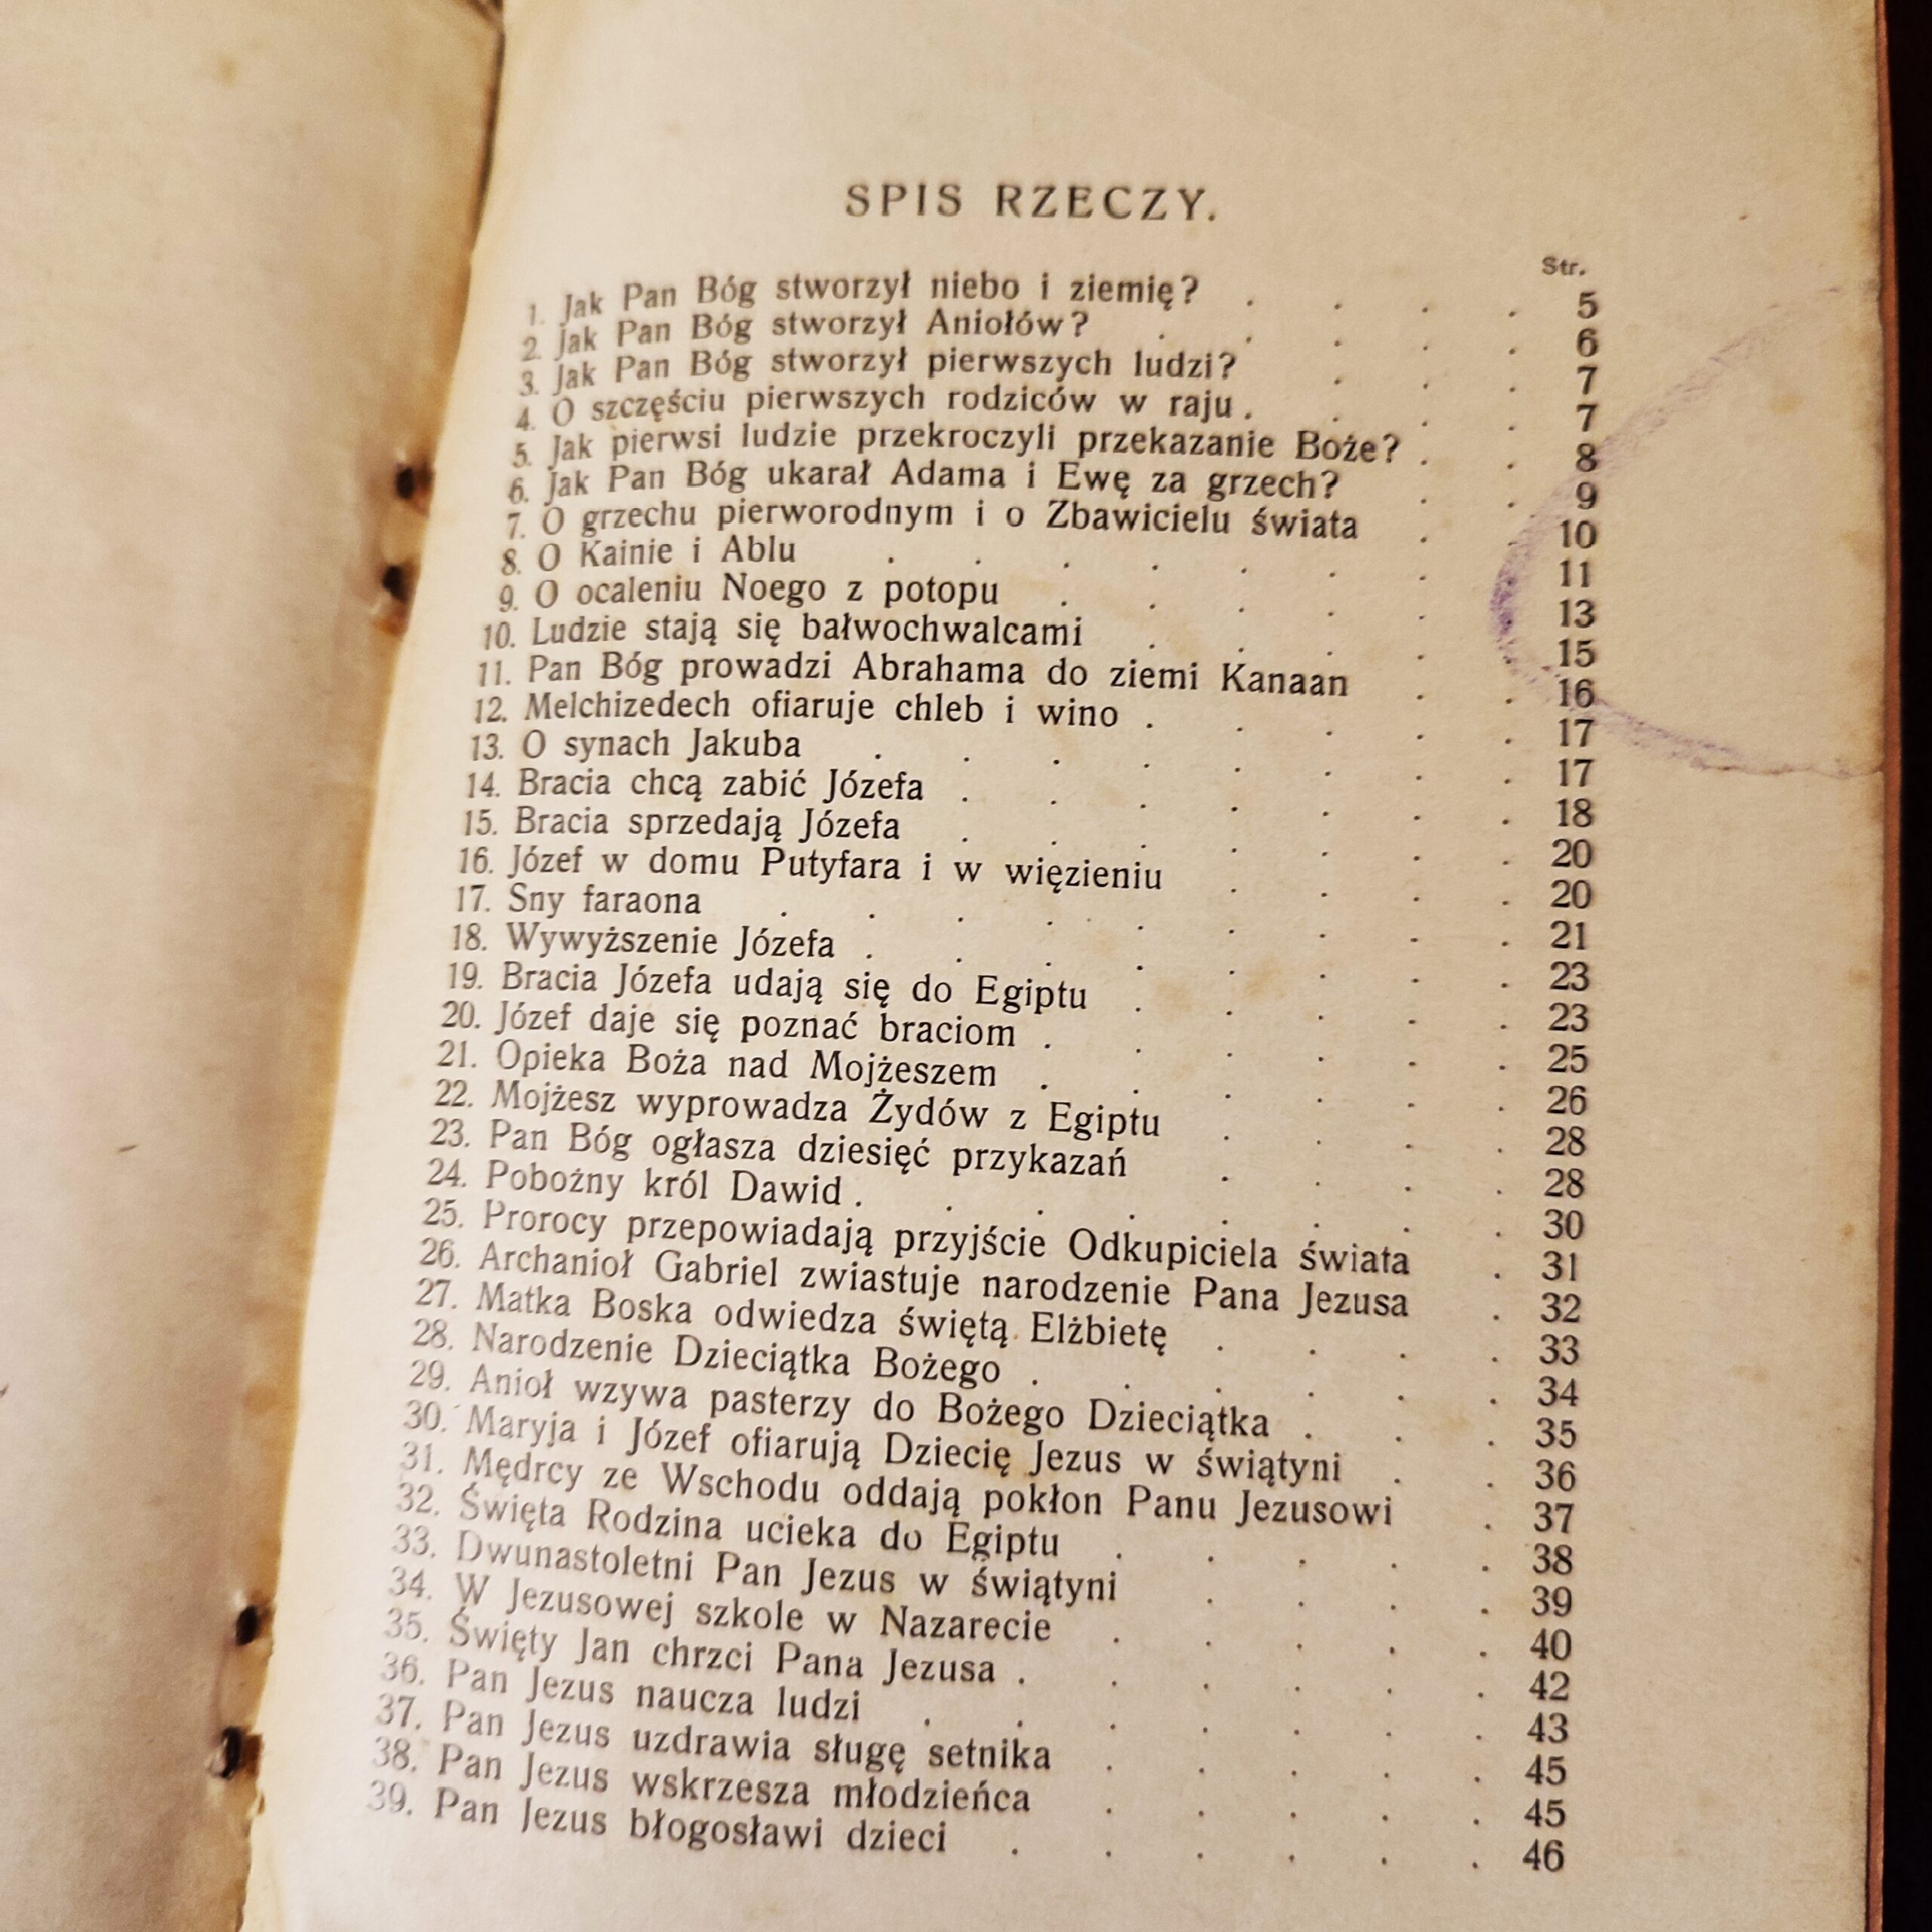 SPIS RZECZY.
Str.
1. Jak Pan Bóg stworzył niebo i ziemię? . . . . 5
2. Jak Pan Bóg stworzył Aniołów? . . . . . 6
3. Jak Pan Bóg stworzył pierwszych ludzi? . . . 7
4. O szczęściu pierwszych rodziców w raju . . . . 7
5. Jak pierwsi ludzie przekroczyli przekazanie Boże? . . 8
6. Jak Pan Bóg ukarał Adama i Ewę za grzech? . . 9
7. O grzechu pierworodnym i o Zbawicielu świata . . 10
8. O Kainie i Ablu . . . . . . . 11
9. O ocaleniu Noego z potopu . . . . . 13
10. Ludzie stają się bałwochwalcami . . . . 15
11. Pan Bóg prowadzi Abrahama do ziemi Kanaan . . 16
12. Melchizedech ofiaruje chleb i wino . . . . . 17
13. O synach Jakuba . . . . . . . 17
14. Bracia chcą zabić Józefa . . . . . . . 18
15. Bracia sprzedają Józefa . . . . . . . 20
16. Józef w domu Putyfara i w więzieniu . . . 20
17. Sny faraona . . . . . . . . . 21
18. Wywyższenie Józefa . . . . . . . . 23
19. Bracia Józefa udają się do Egiptu . . . . . 23
20. Józef daje się poznać braciom . . . . . . 25
21. Opieka Boża nad Mojżeszem . . . . . . 26
22. Mojżesz wyprowadza Żydów z Egiptu . . . . 28
23. Pan Bóg ogłasza dziesięć przykazań . . . . 28
24. Pobożny król Dawid . . . . . . . . 30
25. Prorocy przepowiadają przyjście Odkupiciela świata . 31
26. Archanioł Gabriel zwiastuje narodzenie Pana Jezusa . 32
27. Matka Boska odwiedza świętą Elżbietę . . . . 33
28. Narodzenie Dzieciątka Bożego . . . . . . 34
29. Anioł wzywa pasterzy do Bożego Dzieciątka . . . 35
30. Maryja i Józef ofiarują Dziecię Jezus w świątyni . . 36
31. Mędrcy ze Wschodu oddają pokłon Panu Jezusowi . 37
32. Święta Rodzina ucieka do Egiptu . . . . . 38
33. Dwunastoletni Pan Jezus w świątyni . . . . 39
34. W Jezusowej szkole w Nazarecie . . . . . 40
35. Święty Jan chrzci Pana Jezusa . . . . . . 42
36. Pan Jezus naucza ludzi . . . . . . . 43
37. Pan Jezus uzdrawia sługę setnika . . . . . 45
38. Pan Jezus wskrzesza młodzieńca . . . . . 45
39. Pan Jezus błogosławi dzieci . . . . . . 46